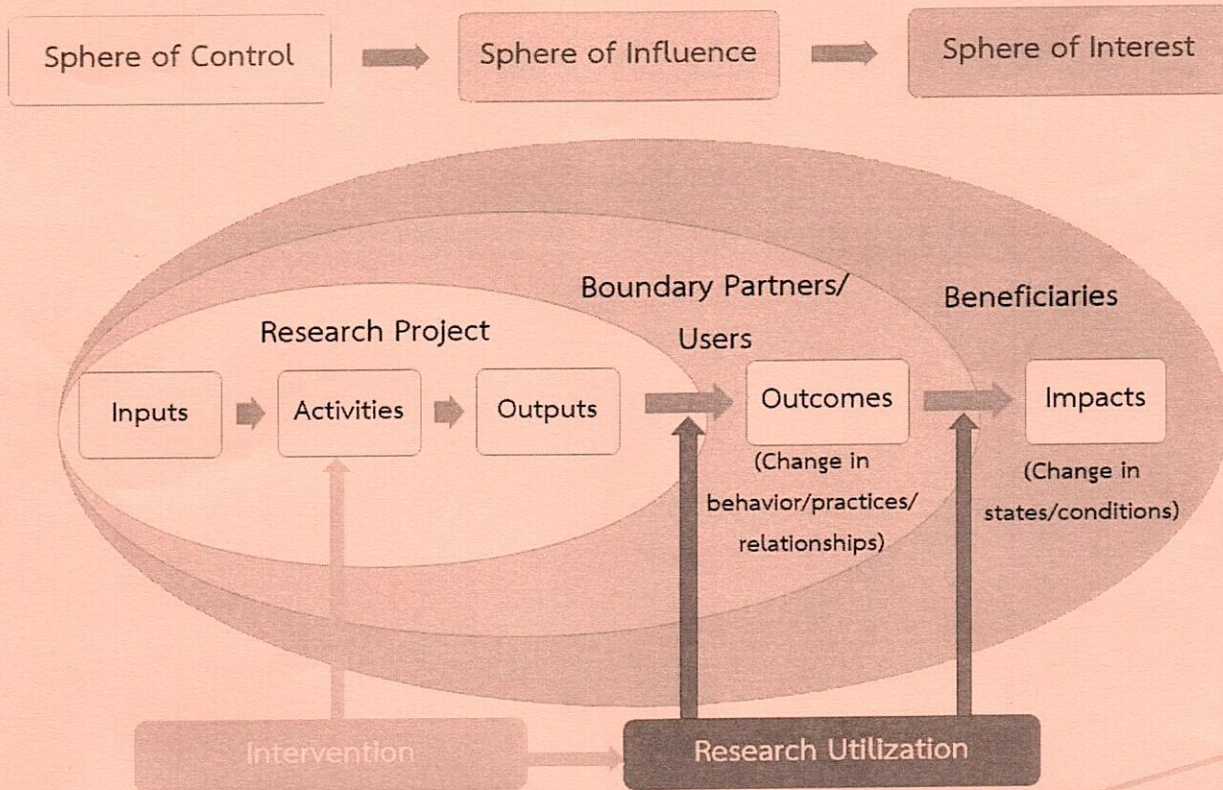 Sphere of Control
Sphere of Influence
Sphere of Interest
Research Project
Boundary Partners/
Users
Beneficiaries
Inputs
Activities
Outputs
Outcomes
Impacts
(Change in
behavior/practices/
relationships)
(Change in
states/conditions)
Intervention
Research Utilization